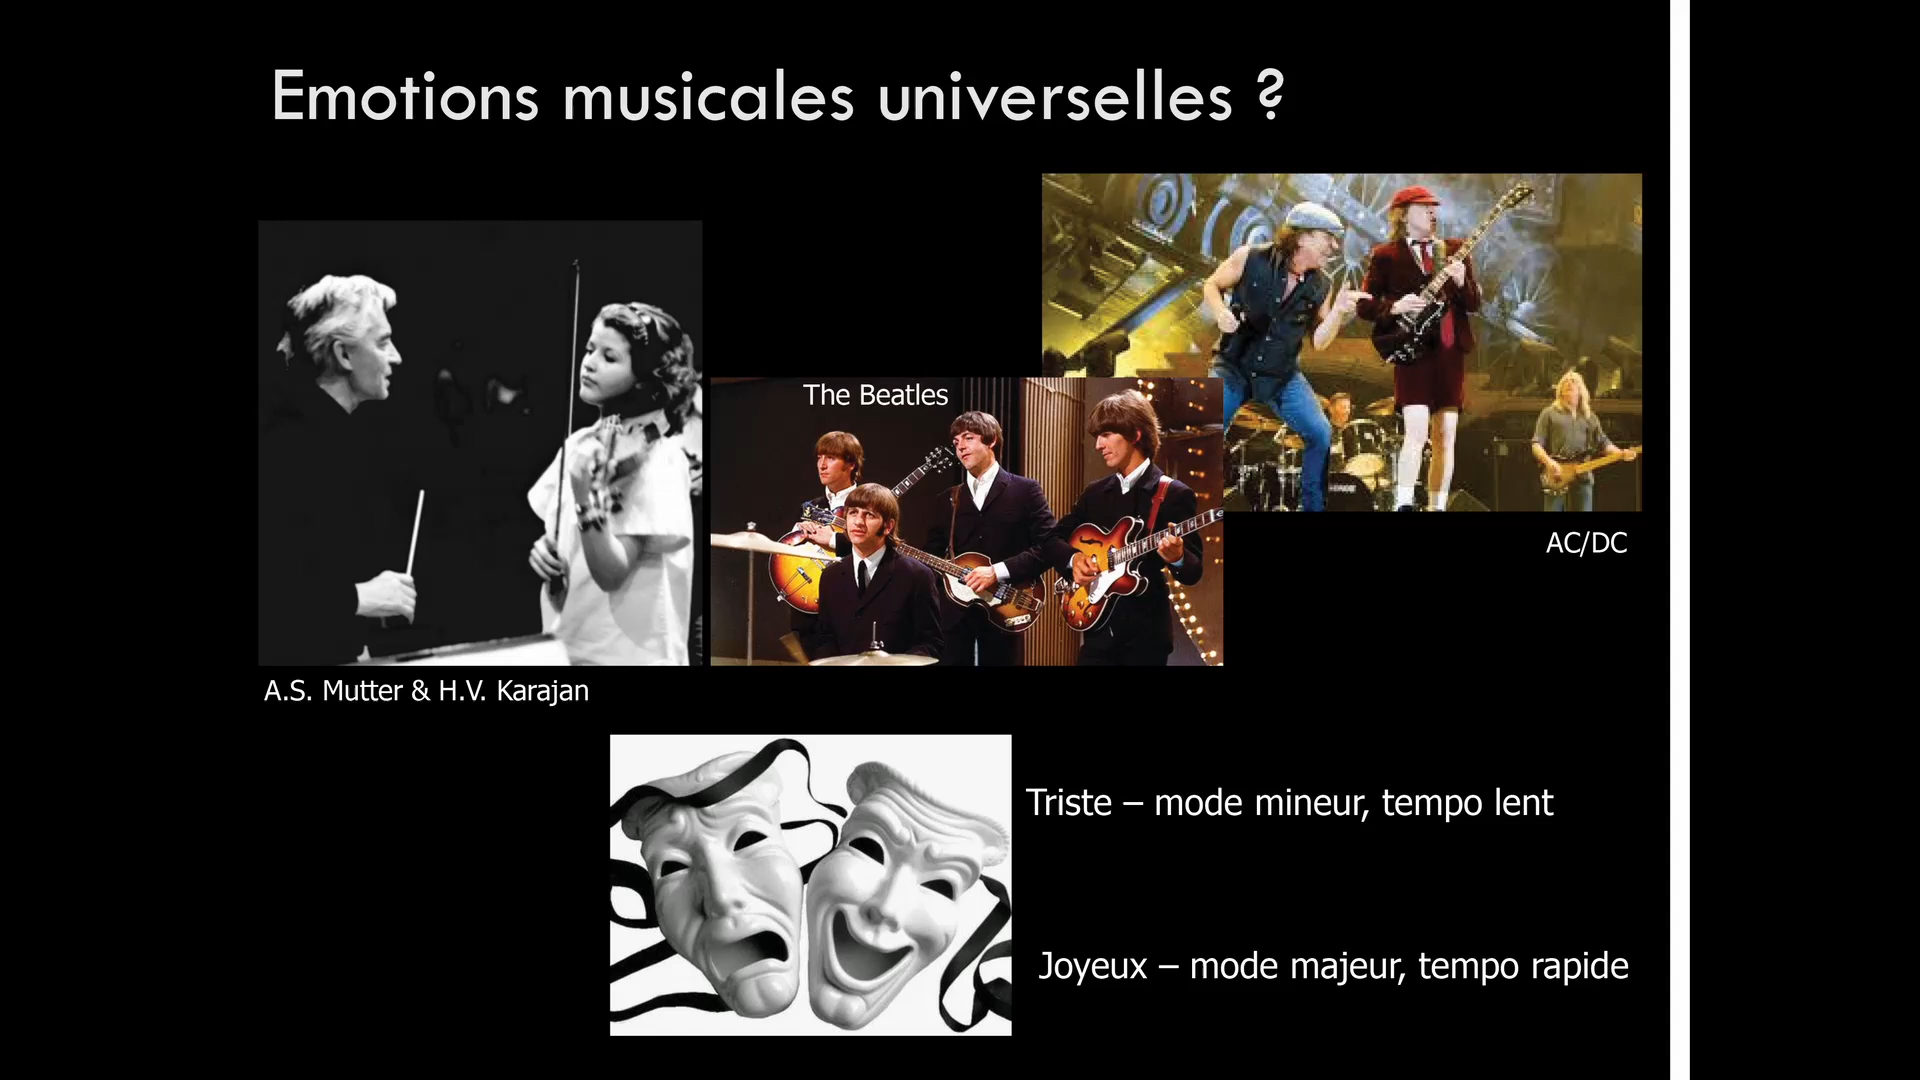 Emotions musicales universelles ?
The Beatles
AC/DC
A.S. Mutter & H.V. Karajan
Triste – mode mineur, tempo lent
Joyeux – mode majeur, tempo rapide